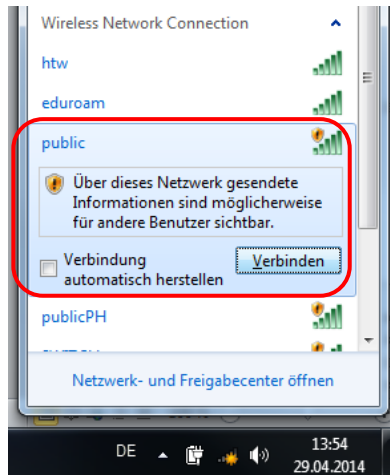 Wireless Network Connection
htw
eduroam
public
Über dieses Netzwerk gesendete
Informationen sind möglicherweise
für andere Benutzer sichtbar.
Verbindung
automatisch herstellen
Verbinden
publicPH
Netzwerk- und Freigabecenter öffnen
DE
13:54
29.04.2014